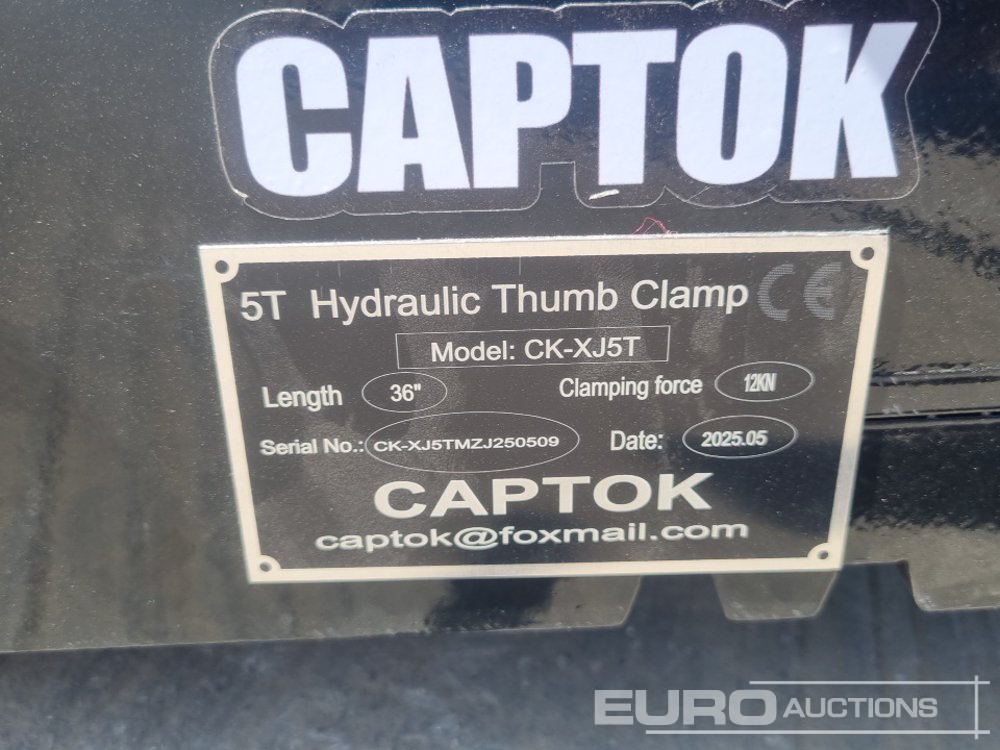 CAPTOK
5T Hydraulic Thumb Clamp CE
Model: CK-XJ5T
Length 36" Clamping force 12KN
Serial No.: CK-XJ5TMZJ250509 Date: 2025.05
CAPTOK
captok@foxmail.com
EURO AUCTIONS